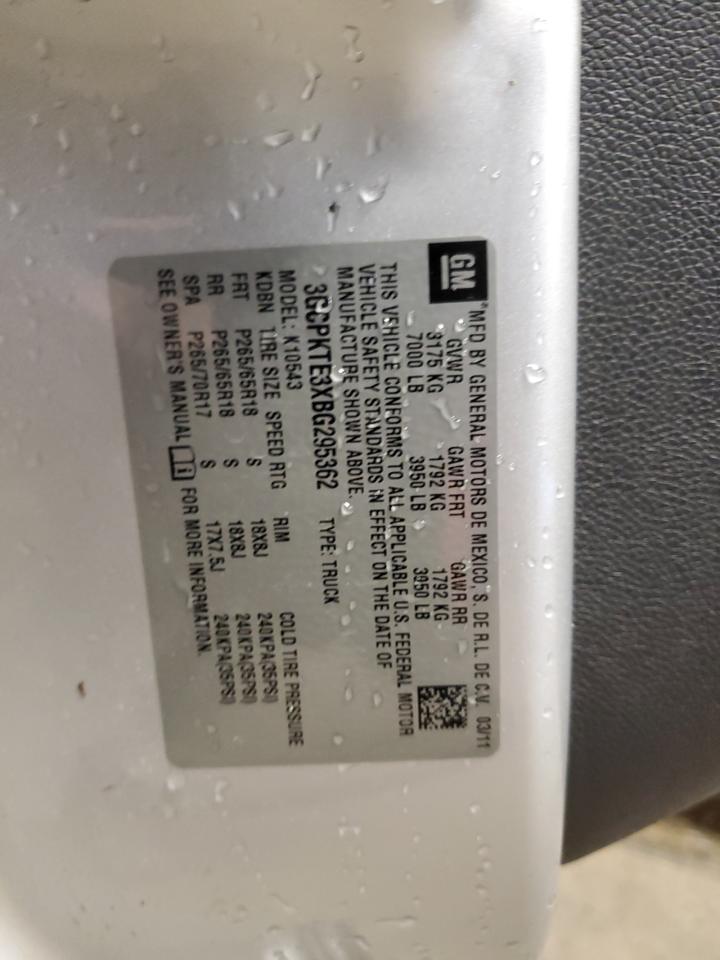 GM
MFD BY GENERAL MOTORS DE MEXICO, S. DE R.L. DE C.V. 03/11
GVWR GAWR FRT GAWR RR
3175 KG 1792 KG 1792 KG
7000 LB 3950 LB 3950 LB
THIS VEHICLE CONFORMS TO ALL APPLICABLE U.S. FEDERAL MOTOR
VEHICLE SAFETY STANDARDS IN EFFECT ON THE DATE OF
MANUFACTURE SHOWN ABOVE.
3GCPKTE3XBG295362 TYPE: TRUCK
MODEL: K10543
KDBN TIRE SIZE SPEED RTG RIM COLD TIRE PRESSURE
FRT P265/65R18 S 18X8J 240KPA(35PSI)
RR P265/65R18 S 18X8J 240KPA(35PSI)
SPA P265/70R17 S 17X7.5J 240KPA(35PSI)
SEE OWNER'S MANUAL i FOR MORE INFORMATION.